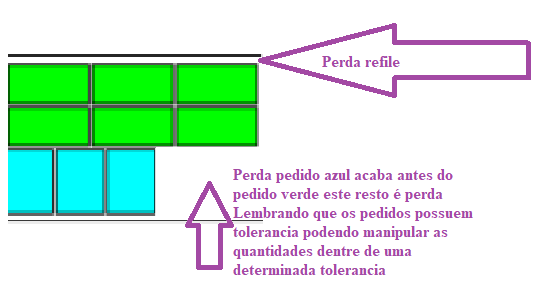 Perda refile
Perda pedido azul acaba antes do
pedido verde este resto é perda
Lembrando que os pedidos possuem
tolerancia podendo manipular as
quantidades dentre de uma
determinada tolerancia